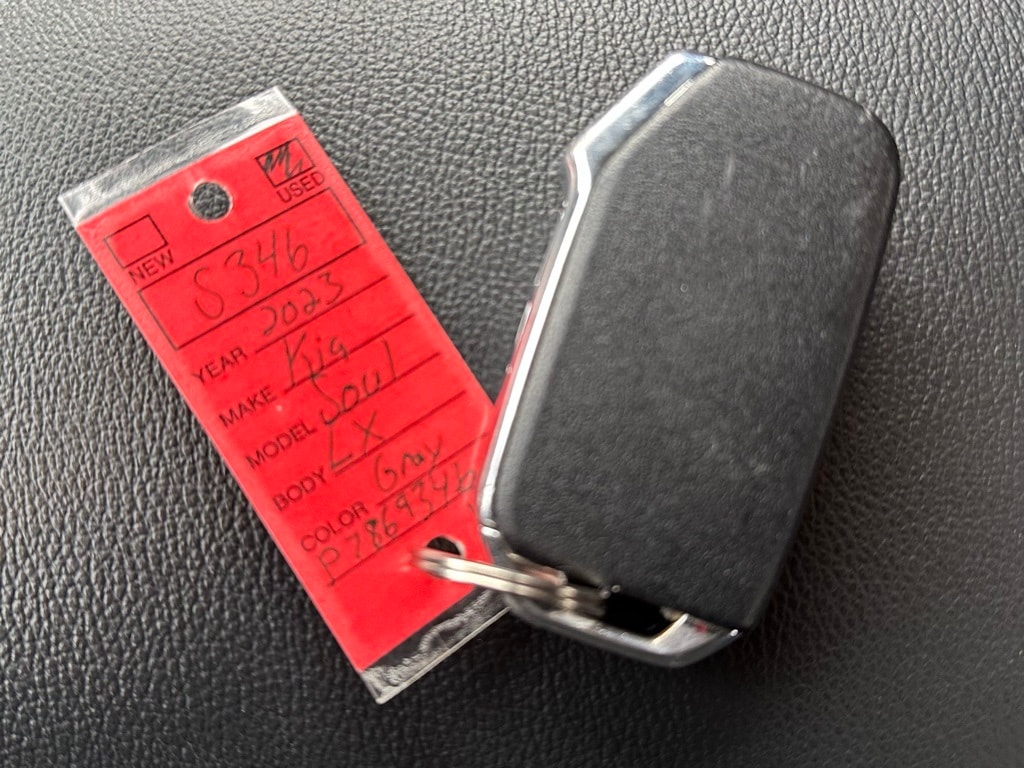 NEW USED
S346
YEAR 2023
MAKE Kia
MODEL Soul
BODY LX
COLOR Gray
P7869346